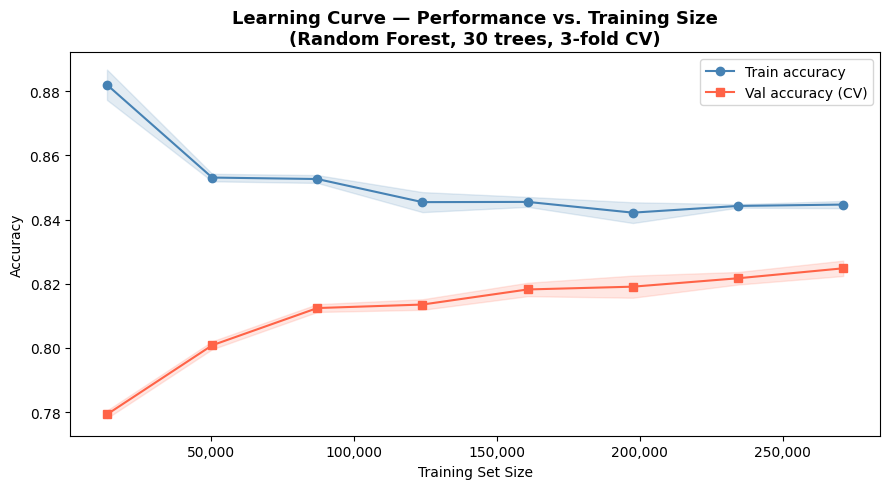 Learning Curve — Performance vs. Training Size
(Random Forest, 30 trees, 3-fold CV)
Train accuracy
Val accuracy (CV)
Accuracy
0.88
0.86
0.84
0.82
0.80
0.78
50,000
100,000
150,000
200,000
250,000
Training Set Size